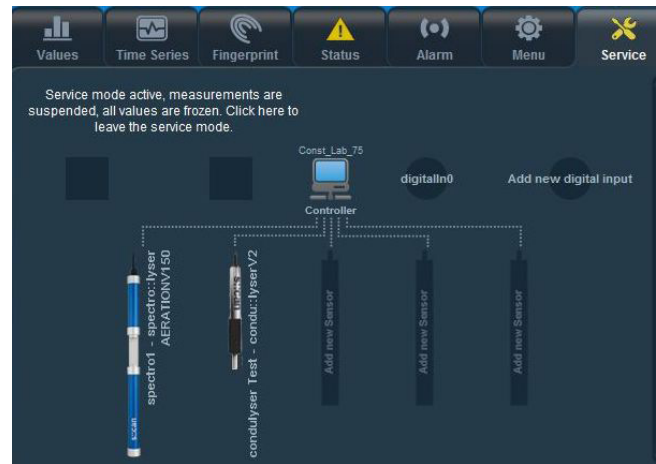 Values
Time Series
Fingerprint
Status
Alarm
Menu
Service
Service mode active, measurements are
suspended, all values are frozen. Click here to
leave the service mode.
Const_Lab_75
digitalIn0
Add new digital input
Controller
spectro1 - spectro::lyser
AERATIONV150
condulyser Test - condu::lyserV2
Add new Sensor
Add new Sensor
Add new Sensor
s::can
s::can